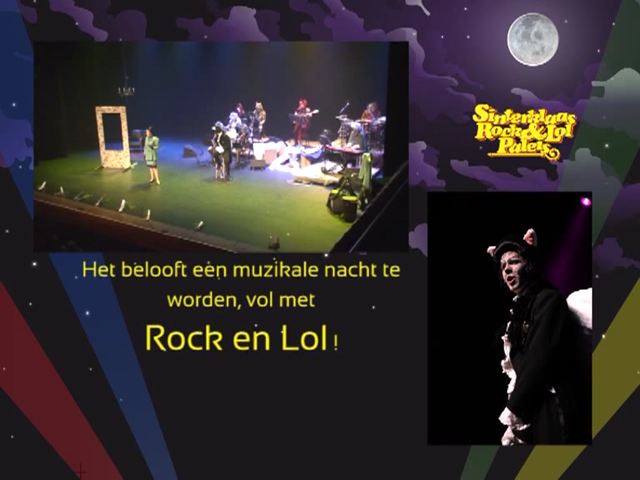 Sinterklaas
Rock & Lol
Paleis
Het belooft een muzikale nacht te
worden, vol met
Rock en Lol!